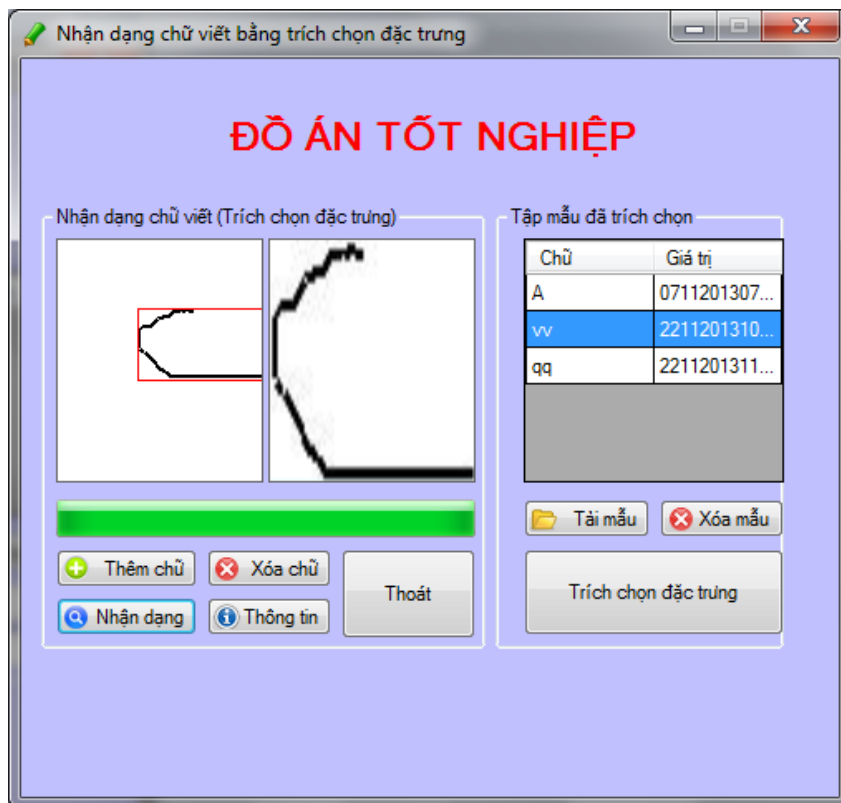 Nhận dạng chữ viết bằng trích chọn đặc trưng
ĐỒ ÁN TỐT NGHIỆP
Nhận dạng chữ viết (Trích chọn đặc trưng)
Tập mẫu đã trích chọn
Chữ Giá trị
A 0711201307...
vv 2211201310...
qq 2211201311...
Tải mẫu Xóa mẫu
Thêm chữ Xóa chữ
Thoát
Trích chọn đặc trưng
Nhận dạng Thông tin